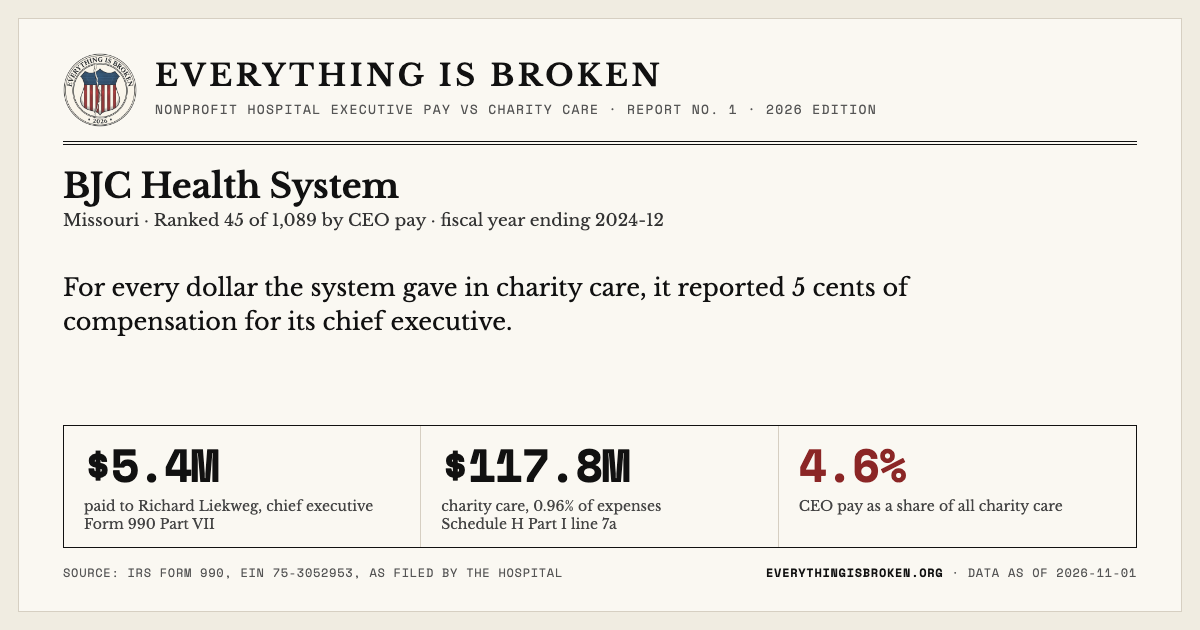 EVERYTHING IS BROKEN
· 2026 ·
EVERYTHING IS BROKEN
NONPROFIT HOSPITAL EXECUTIVE PAY VS CHARITY CARE · REPORT NO. 1 · 2026 EDITION
BJC Health System
Missouri · Ranked 45 of 1,089 by CEO pay · fiscal year ending 2024-12
For every dollar the system gave in charity care, it reported 5 cents of
compensation for its chief executive.
$5.4M
paid to Richard Liekweg, chief executive
Form 990 Part VII
$117.8M
charity care, 0.96% of expenses
Schedule H Part I line 7a
4.6%
CEO pay as a share of all charity care
SOURCE: IRS FORM 990, EIN 75-3052953, AS FILED BY THE HOSPITAL
EVERYTHINGISBROKEN.ORG · DATA AS OF 2026-11-01